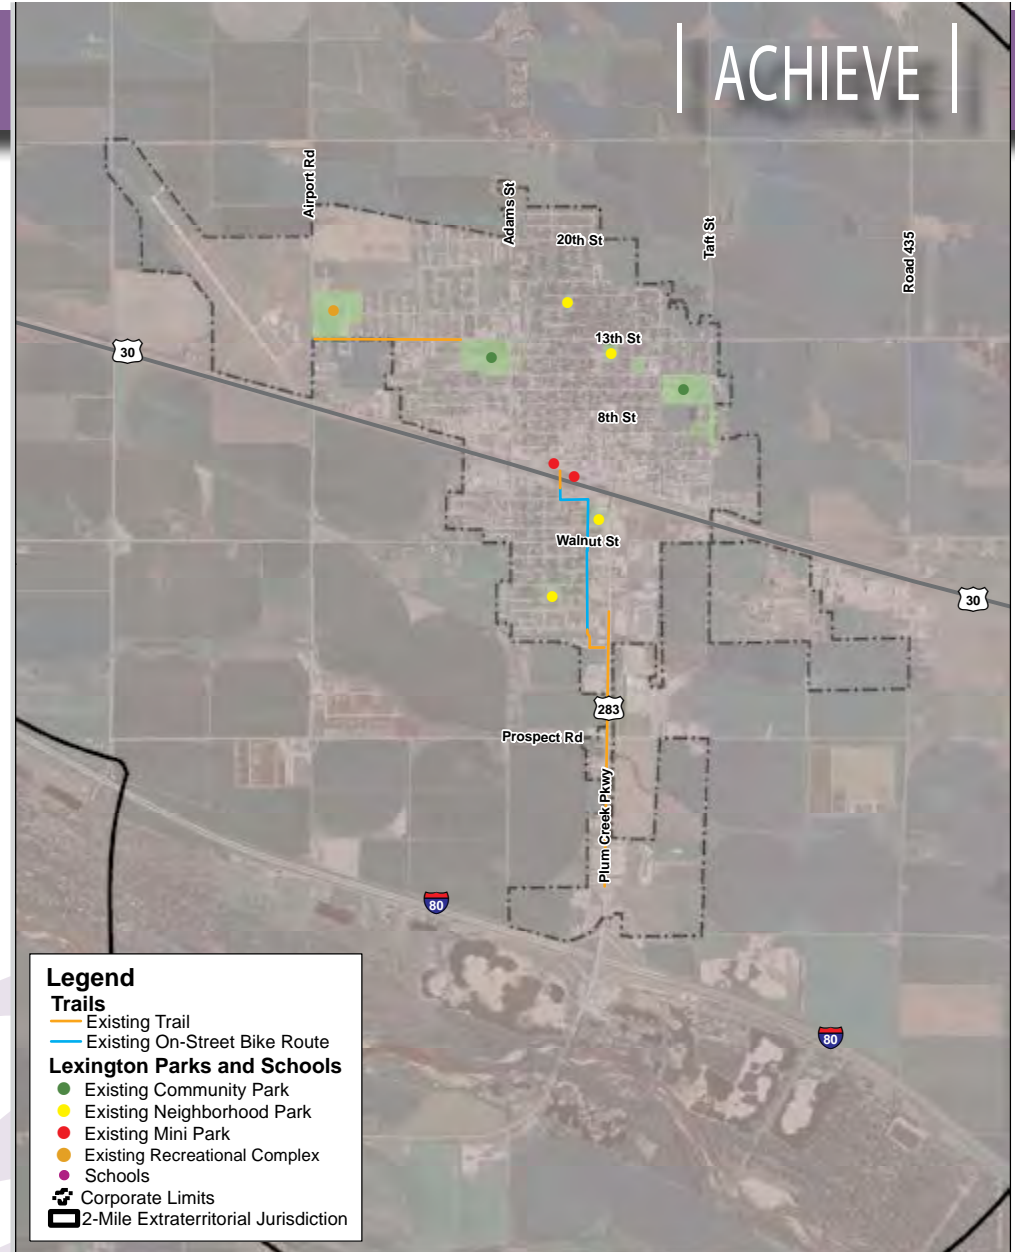 ACHIEVE
Airport Rd
Adams St
20th St
Taft St
Road 435
13th St
30
8th St
Walnut St
30
283
Prospect Rd
Plum Creek Pkwy
80
80
Legend
Trails
Existing Trail
Existing On-Street Bike Route
Lexington Parks and Schools
Existing Community Park
Existing Neighborhood Park
Existing Mini Park
Existing Recreational Complex
Schools
Corporate Limits
2-Mile Extraterritorial Jurisdiction